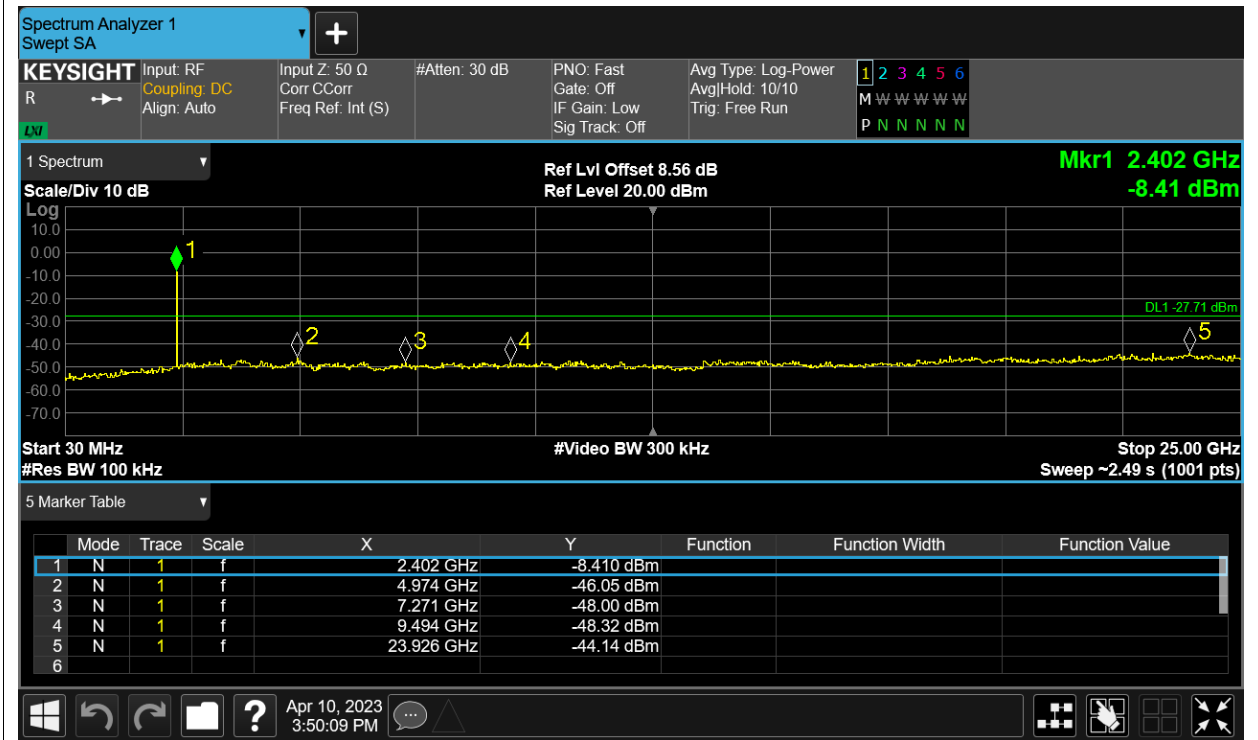 Spectrum Analyzer 1
Swept SA
KEYSIGHT Input: RF Input Z: 50 Ω #Atten: 30 dB PNO: Fast Avg Type: Log-Power 1 2 3 4 5 6
R Coupling: DC Corr CCorr Gate: Off Avg|Hold: 10/10 M W W W W W
Align: Auto Freq Ref: Int (S) IF Gain: Low Trig: Free Run P N N N N N
LXI Sig Track: Off
1 Spectrum Ref Lvl Offset 8.56 dB Mkr1 2.402 GHz
Scale/Div 10 dB Ref Level 20.00 dBm -8.41 dBm
Log
10.0
0.00 1
-10.0
-20.0
DL1 -27.71 dBm
-30.0
2 3 4 5
-40.0
-50.0
-60.0
-70.0
Start 30 MHz #Video BW 300 kHz Stop 25.00 GHz
#Res BW 100 kHz Sweep ~2.49 s (1001 pts)
5 Marker Table
Mode Trace Scale X Y Function Function Width Function Value
1 N 1 f 2.402 GHz -8.410 dBm
2 N 1 f 4.974 GHz -46.05 dBm
3 N 1 f 7.271 GHz -48.00 dBm
4 N 1 f 9.494 GHz -48.32 dBm
5 N 1 f 23.926 GHz -44.14 dBm
6
? Apr 10, 2023
3:50:09 PM